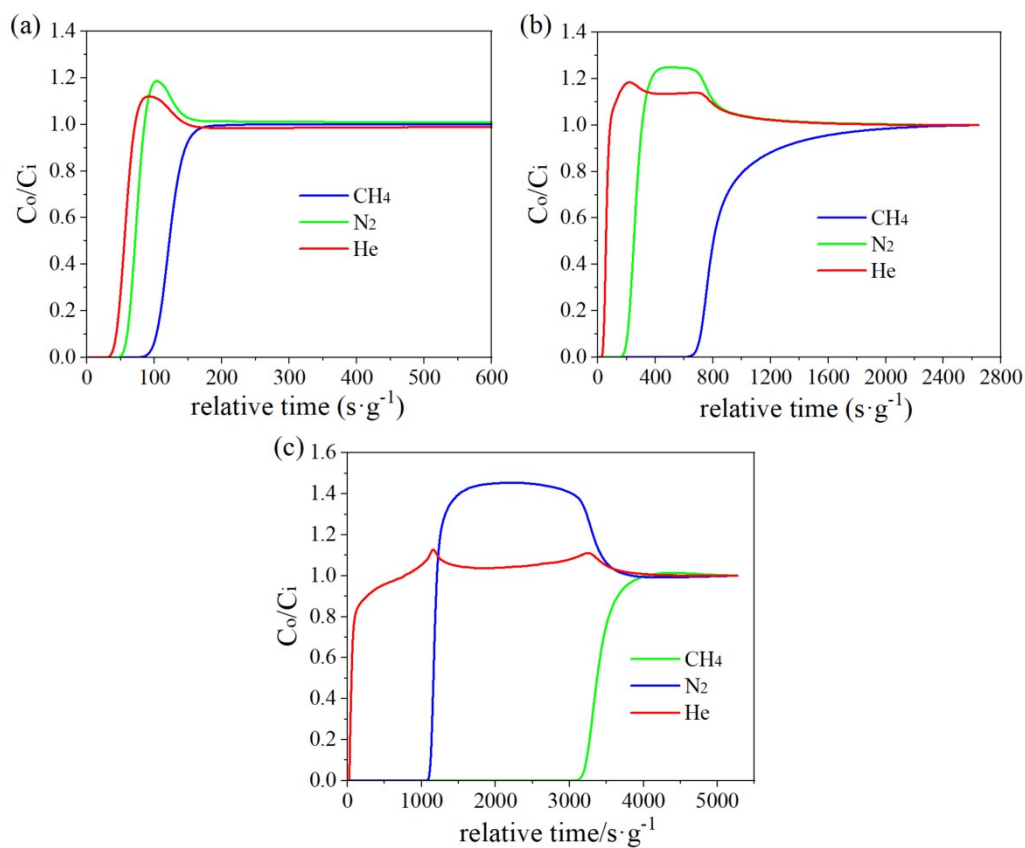 (a)
1.4
1.2
1.0
0.8
0.6
0.4
0.2
0.0
Co/Ci
CH4
N2
He
0 100 200 300 400 500 600
relative time (s·g-1)
(b)
1.4
1.2
1.0
0.8
0.6
0.4
0.2
0.0
Co/Ci
CH4
N2
He
0 400 800 1200 1600 2000 2400 2800
relative time (s·g-1)
(c)
1.6
1.4
1.2
1.0
0.8
0.6
0.4
0.2
0.0
Co/Ci
CH4
N2
He
0 1000 2000 3000 4000 5000
relative time/s·g-1